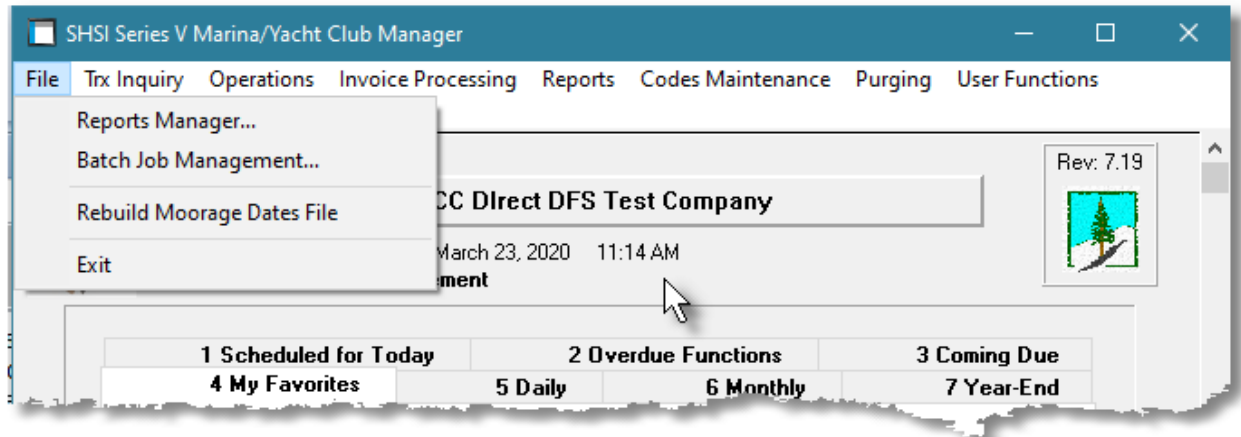 SHSI Series V Marina/Yacht Club Manager
File Trx Inquiry Operations Invoice Processing Reports Codes Maintenance Purging User Functions
Reports Manager...
Batch Job Management...
Rebuild Moorage Dates File
Exit
Rev: 7.19
CC DIrect DFS Test Company
March 23, 2020 11:14 AM
ement
1 Scheduled for Today 2 Overdue Functions 3 Coming Due
4 My Favorites 5 Daily 6 Monthly 7 Year-End